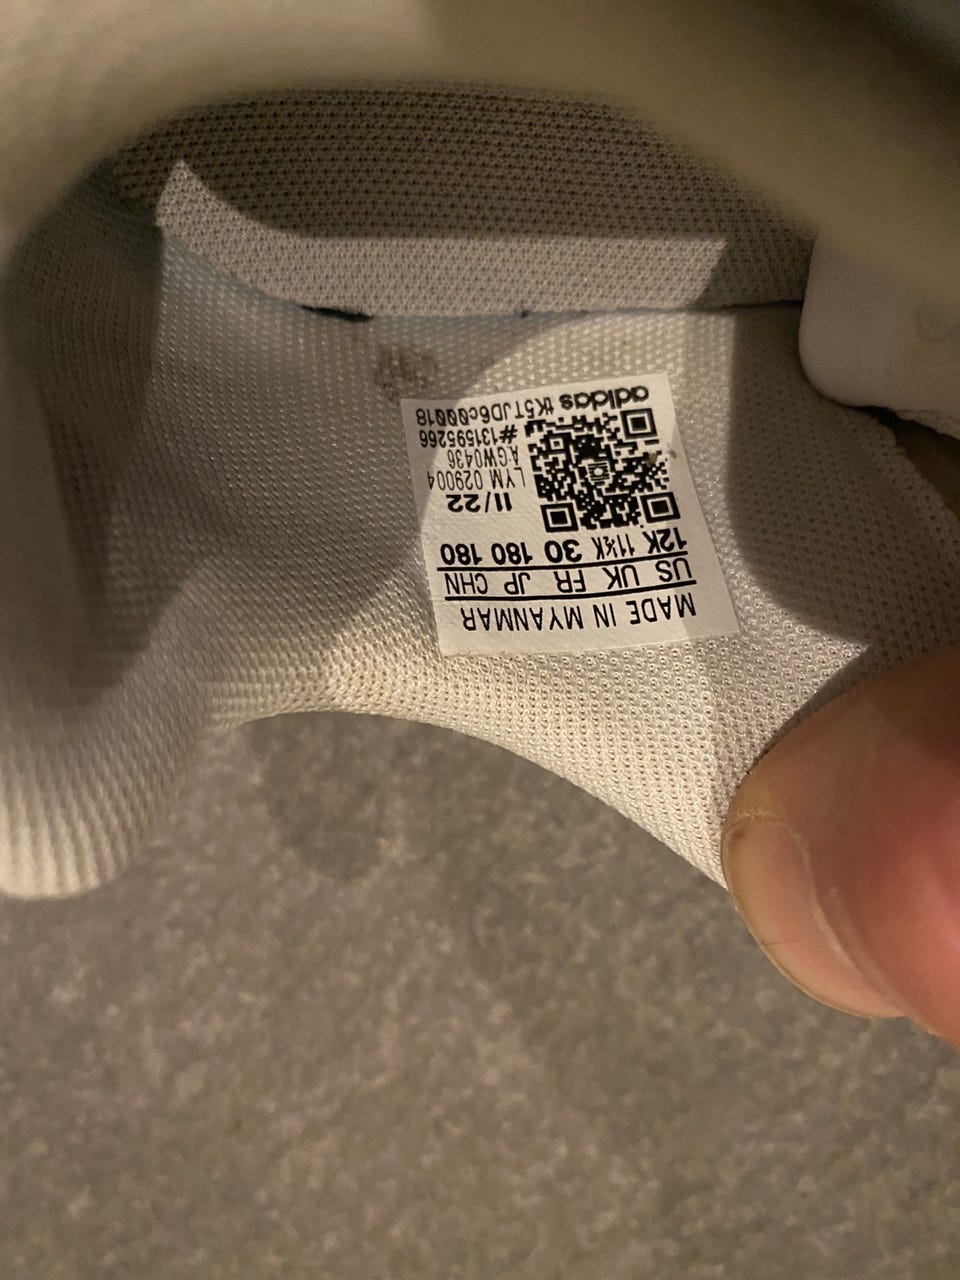 MADE IN MYANMAR
US UK FR JP CHN
12K 11½K 30 180 180
11/22
LYM 029004
AGW0436
#131595266
adidas tK5TJD6c00018